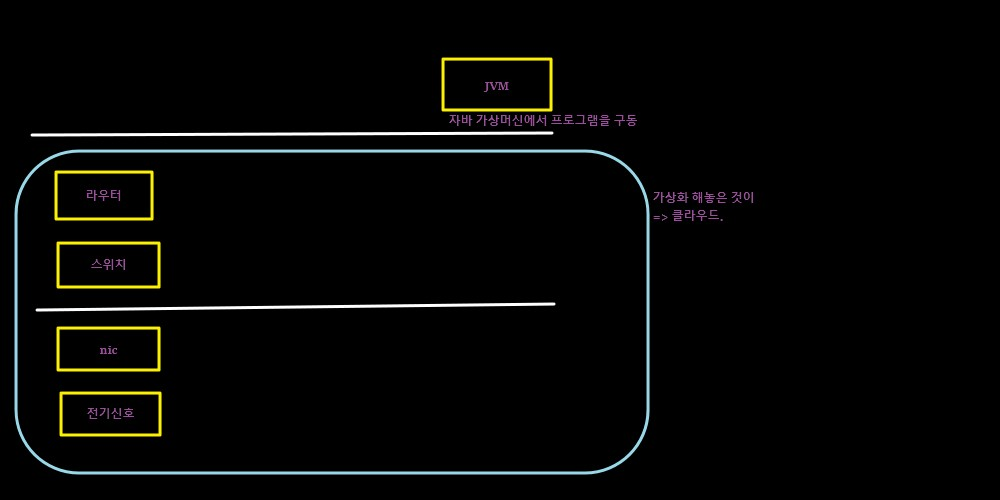 JVM
자바 가상머신에서 프로그램을 구동
라우터
가상화 해놓은 것이
=> 클라우드.
스위치
nic
전기신호